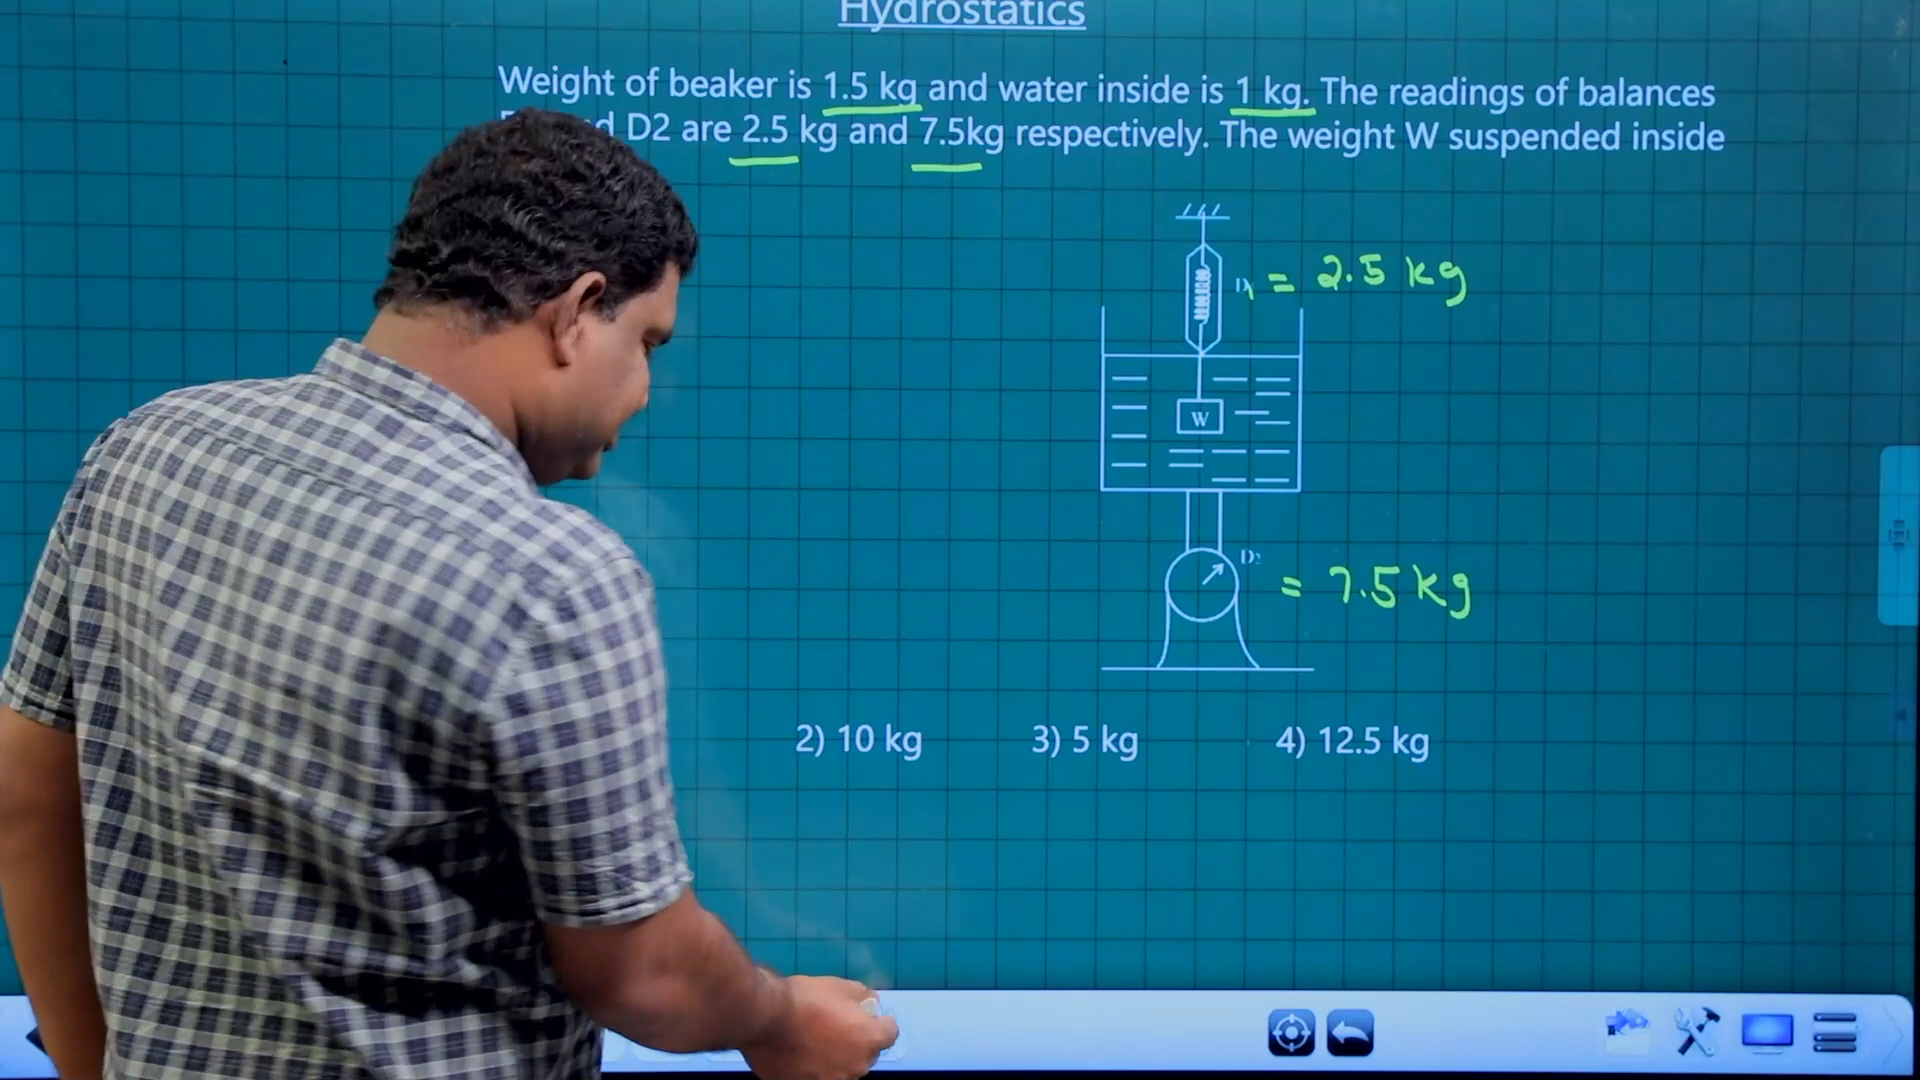 Hydrostatics
Weight of beaker is 1.5 kg and water inside is 1 kg. The readings of balances
D2 are 2.5 kg and 7.5kg respectively. The weight W suspended inside
D1 = 2.5 kg
W
D2 = 7.5 kg
2) 10 kg 3) 5 kg 4) 12.5 kg